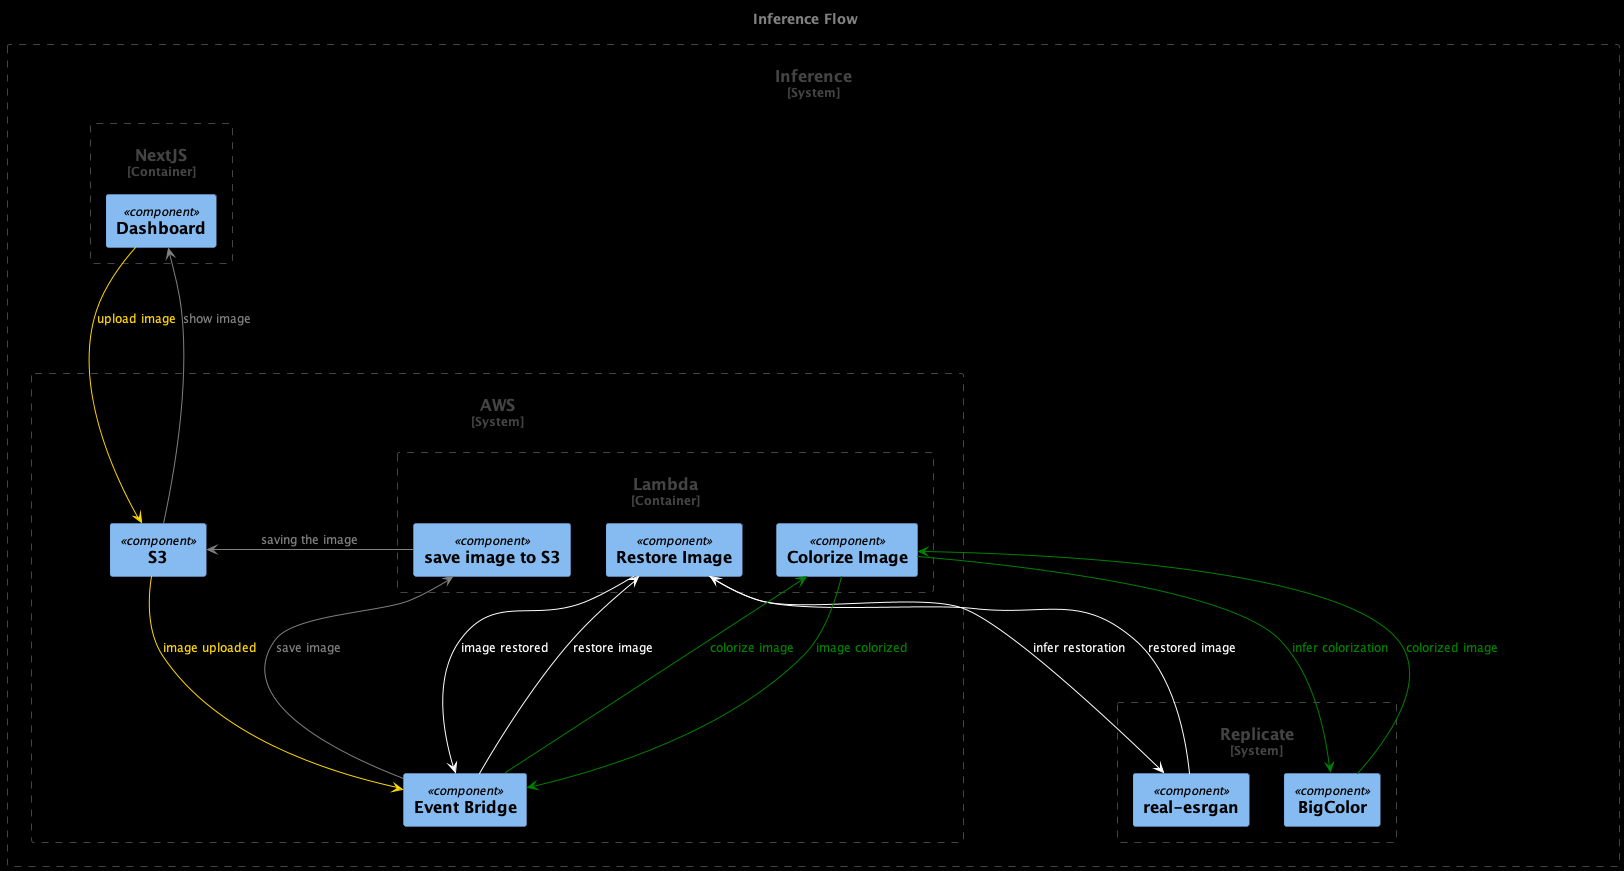 Inference Flow
Inference
[System]
NextJS
[Container]
«component»
Dashboard
upload image
show image
AWS
[System]
Lambda
[Container]
«component»
S3
saving the image
«component»
save image to S3
«component»
Restore Image
«component»
Colorize Image
image uploaded
save image
image restored
restore image
colorize image
image colorized
infer restoration
restored image
infer colorization
colorized image
Replicate
[System]
«component»
Event Bridge
«component»
real-esrgan
«component»
BigColor